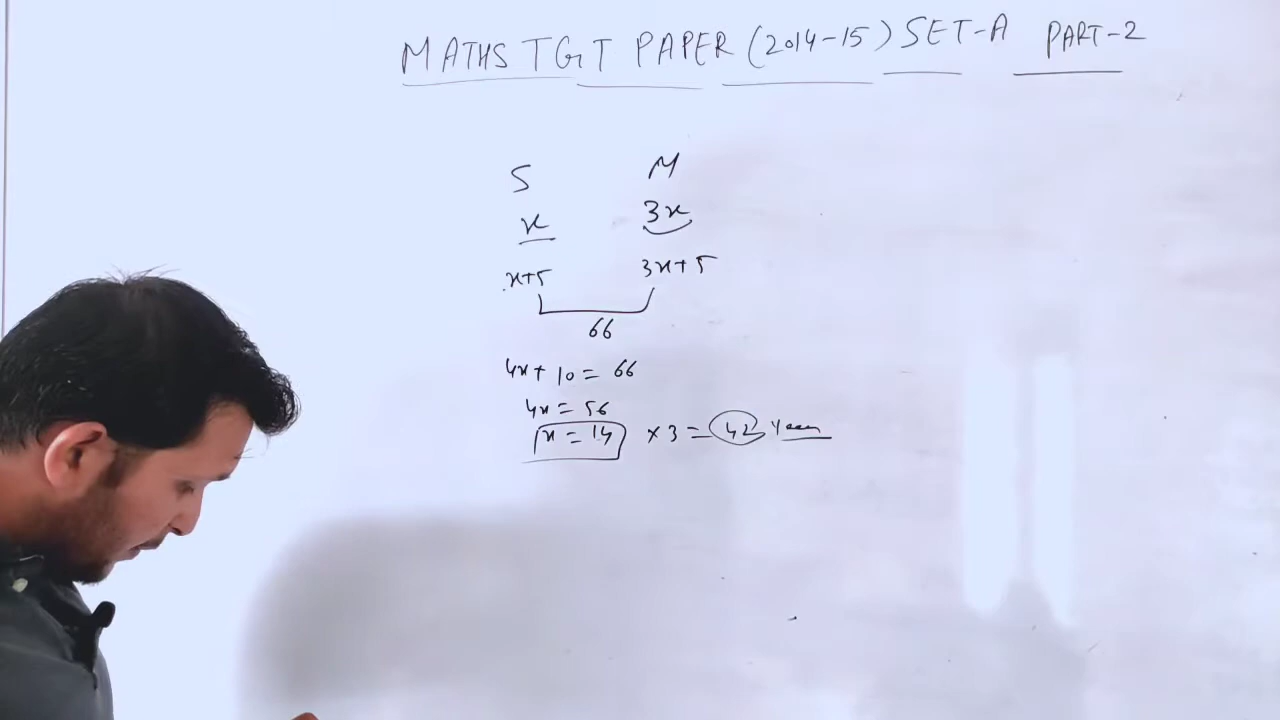 MATHS TGT PAPER (2014-15) SET-A PART-2
S M
x 3x
x+5 3x+5
66
4x+ 10 = 66
4x = 56
x = 14 × 3 = 42 Years